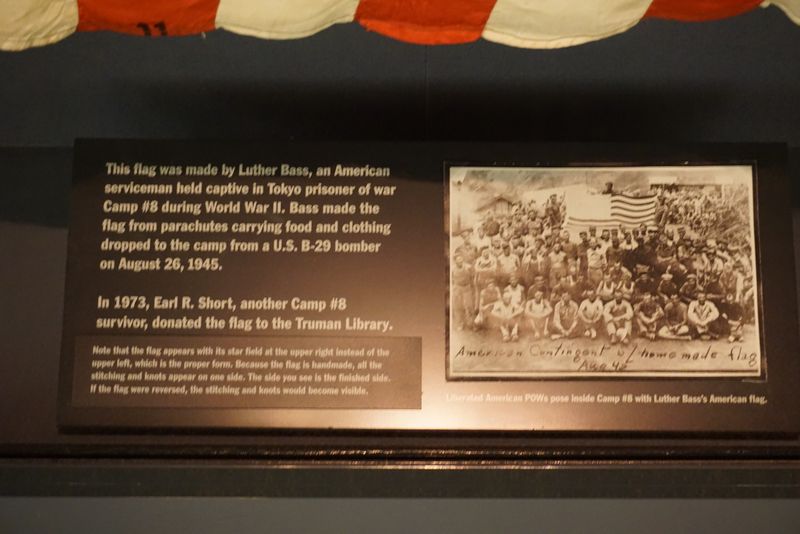 11
This flag was made by Luther Bass, an American
serviceman held captive in Tokyo prisoner of war
Camp #8 during World War II. Bass made the
flag from parachutes carrying food and clothing
dropped to the camp from a U.S. B-29 bomber
on August 26, 1945.
In 1973, Earl R. Short, another Camp #8
survivor, donated the flag to the Truman Library.
Note that the flag appears with its star field at the upper right instead of the
upper left, which is the proper form. Because the flag is handmade, all the
stitching and knots appear on one side. The side you see is the finished side.
If the flag were reversed, the stitching and knots would become visible.
American Contingent w/ homemade flag
Aug 45
Liberated American POWs pose inside Camp #8 with Luther Bass's American flag.